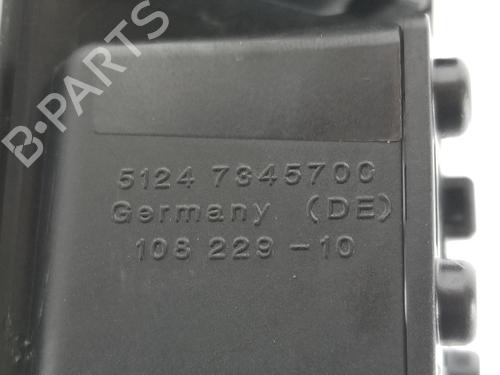 B-PARTS
5124 7345700
Germany (DE)
108 229 -10